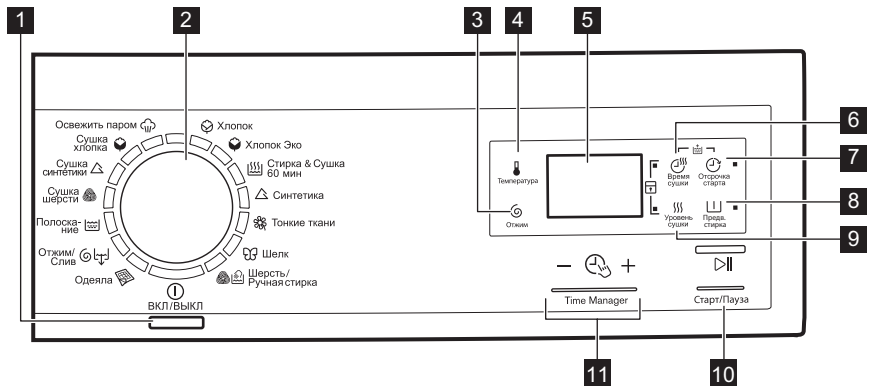 1
2
3
4
5
6
7
8
9
10
11
Освежить паром
Сушка
хлопка
Сушка
синтетики
Сушка
шерсти
Полоска-
ние
Отжим/
Слив
Одеяла
Хлопок
Хлопок Эко
Стирка & Сушка
60 мин
Синтетика
Тонкие ткани
Шелк
Шерсть/
Ручная стирка
ВКЛ/ВЫКЛ
Температура
Отжим
Время
сушки
Отсрочка
старта
Уровень
сушки
Предв.
стирка
− +
Time Manager
Старт/Пауза